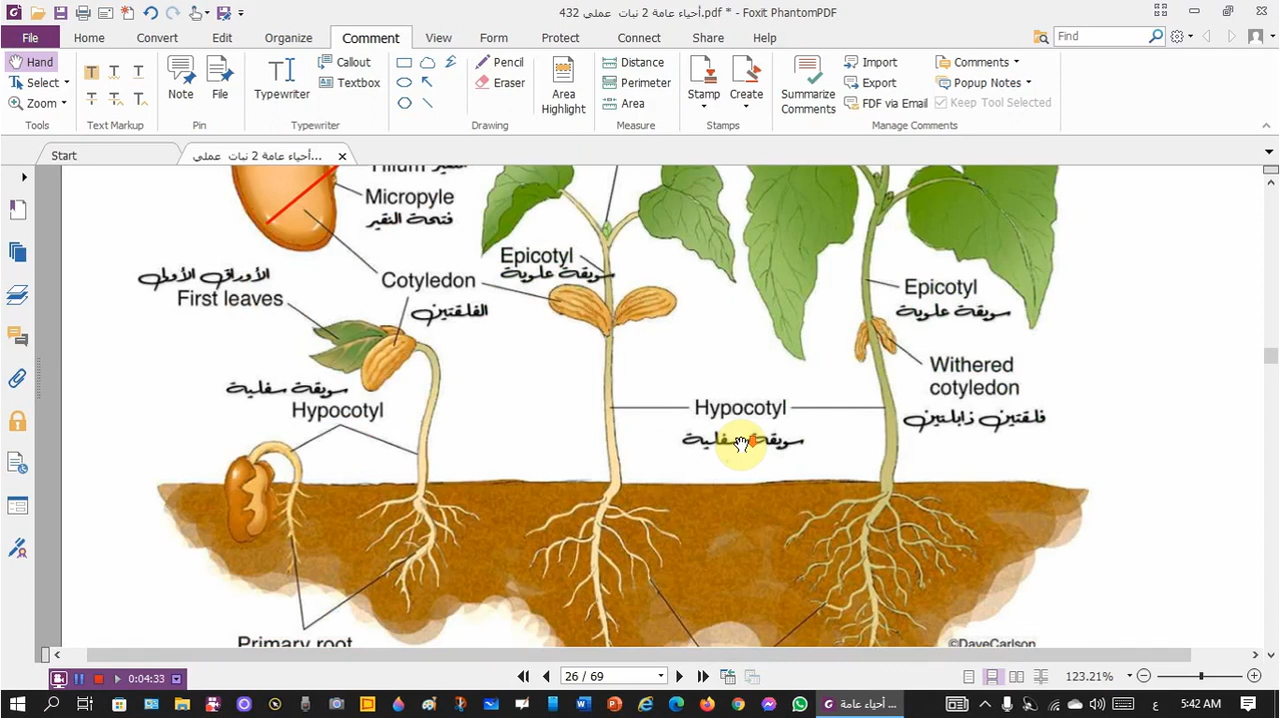 432 أحياء عامة 2 نبات عملي.pdf * - Foxit PhantomPDF
File Home Convert Edit Organize Comment View Form Protect Connect Share Help Find
Hand
Select
Zoom
Tools
Text Markup
Note
File
Pin
Typewriter
Callout
Textbox
Typewriter
Pencil
Eraser
Area Highlight
Drawing
Distance
Perimeter
Area
Measure
Stamp
Create
Stamps
Summarize Comments
Import
Export
FDF via Email
Comments
Popup Notes
Keep Tool Selected
Manage Comments
Start
أحياء عامة 2 نبات عملي...
Hilum النقير
Micropyle
فتحة النقير
Epicotyl
سويقة علوية
الأوراق الأولى
First leaves
Cotyledon
الفلقتين
Epicotyl
سويقة علوية
Withered
cotyledon
فلقتين ذابلتين
سويقة سفلية
Hypocotyl
Hypocotyl
سويقة سفلية
Primary root
©DaveCarlson
0:04:33
26 / 69
123.21%
أحياء عامة...
ع
5:42 AM